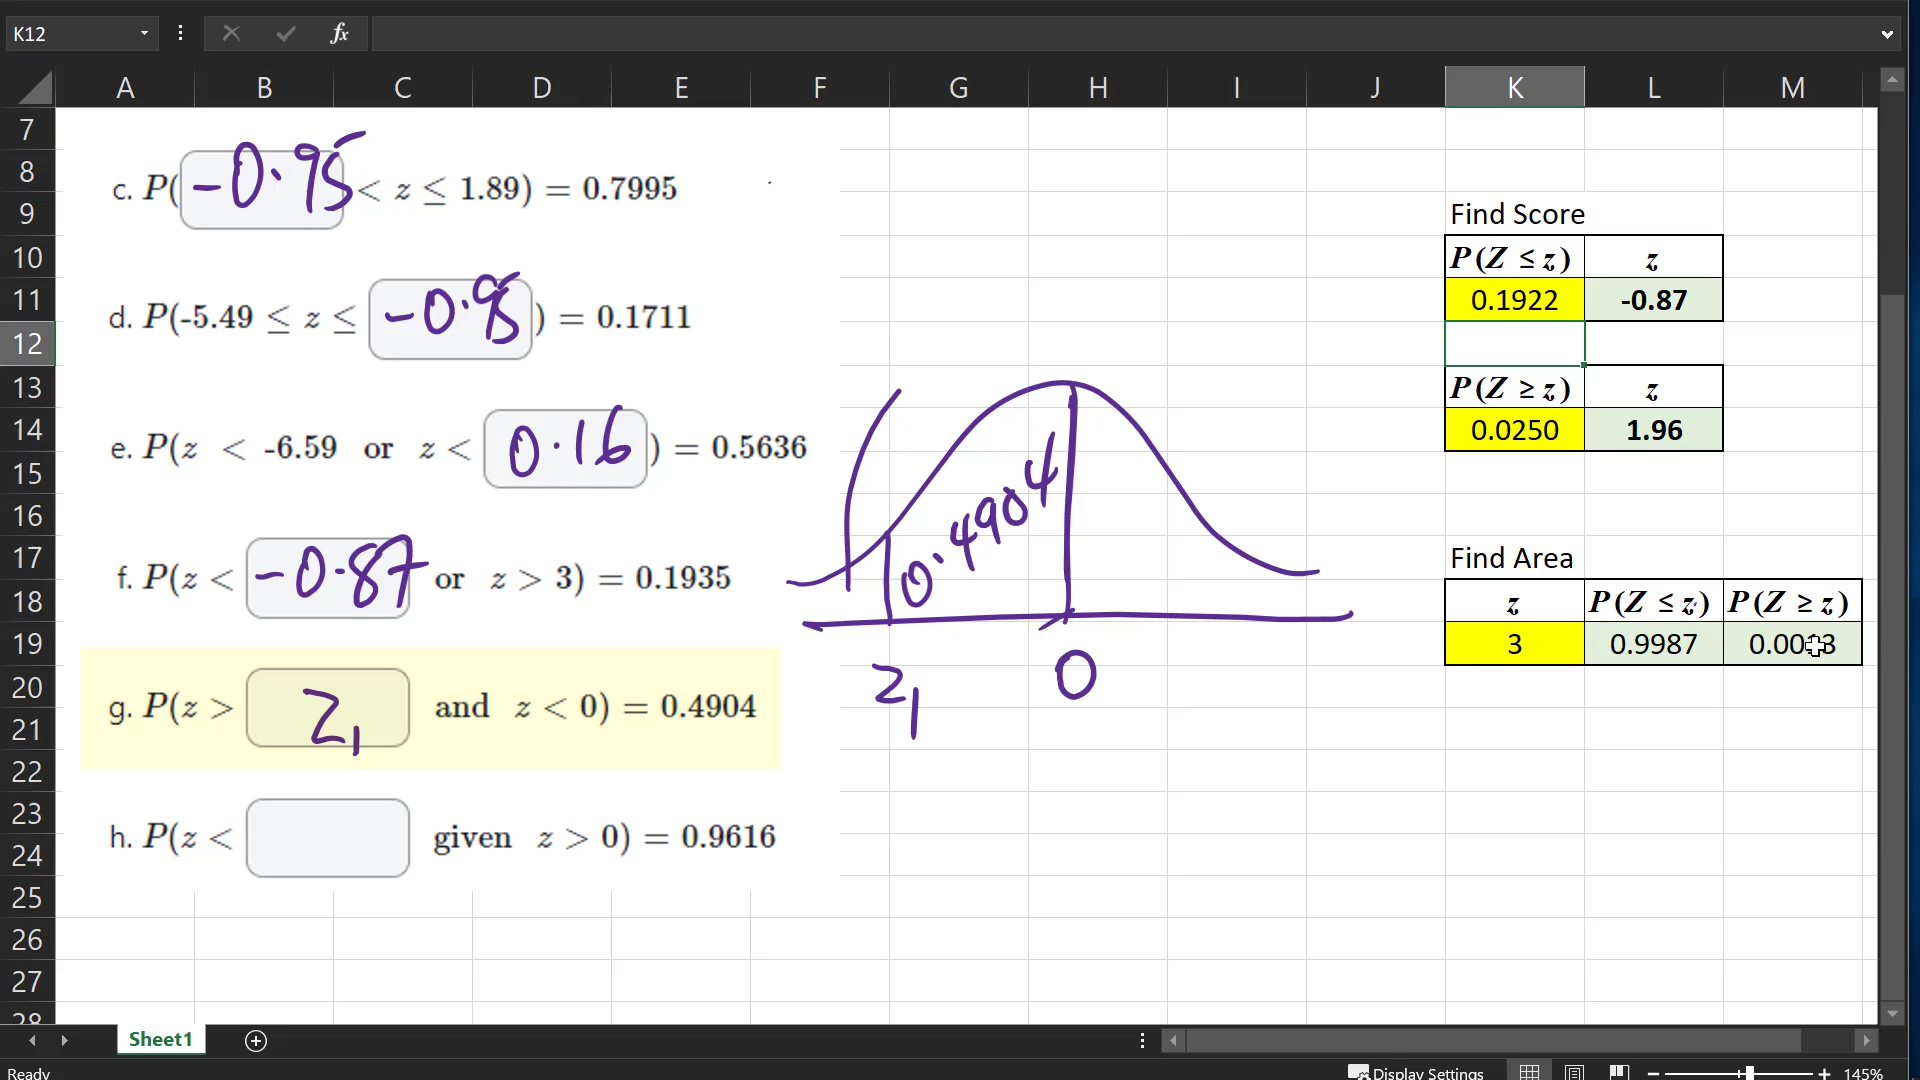 K12 fx
A B C D E F G H I J K L M
7
8 c. P( -0.95 < z ≤ 1.89) = 0.7995
9 Find Score
10 P(Z ≤ z) z
11 d. P(-5.49 ≤ z ≤ -0.95 ) = 0.1711 0.1922 -0.87
12
13 P(Z ≥ z) z
14 e. P(z < -6.59 or z < 0.16 ) = 0.5636 0.0250 1.96
15
16 0.4904
17 f. P(z < -0.87 or z > 3) = 0.1935 Find Area
18 z P(Z ≤ z) P(Z ≥ z)
19 3 0.9987
20 g. P(z > z₁ and z < 0) = 0.4904 z₁ 0
21
22
23 h. P(z < given z > 0) = 0.9616
24
25
26
27
28
Sheet1
Ready Display Settings 145%